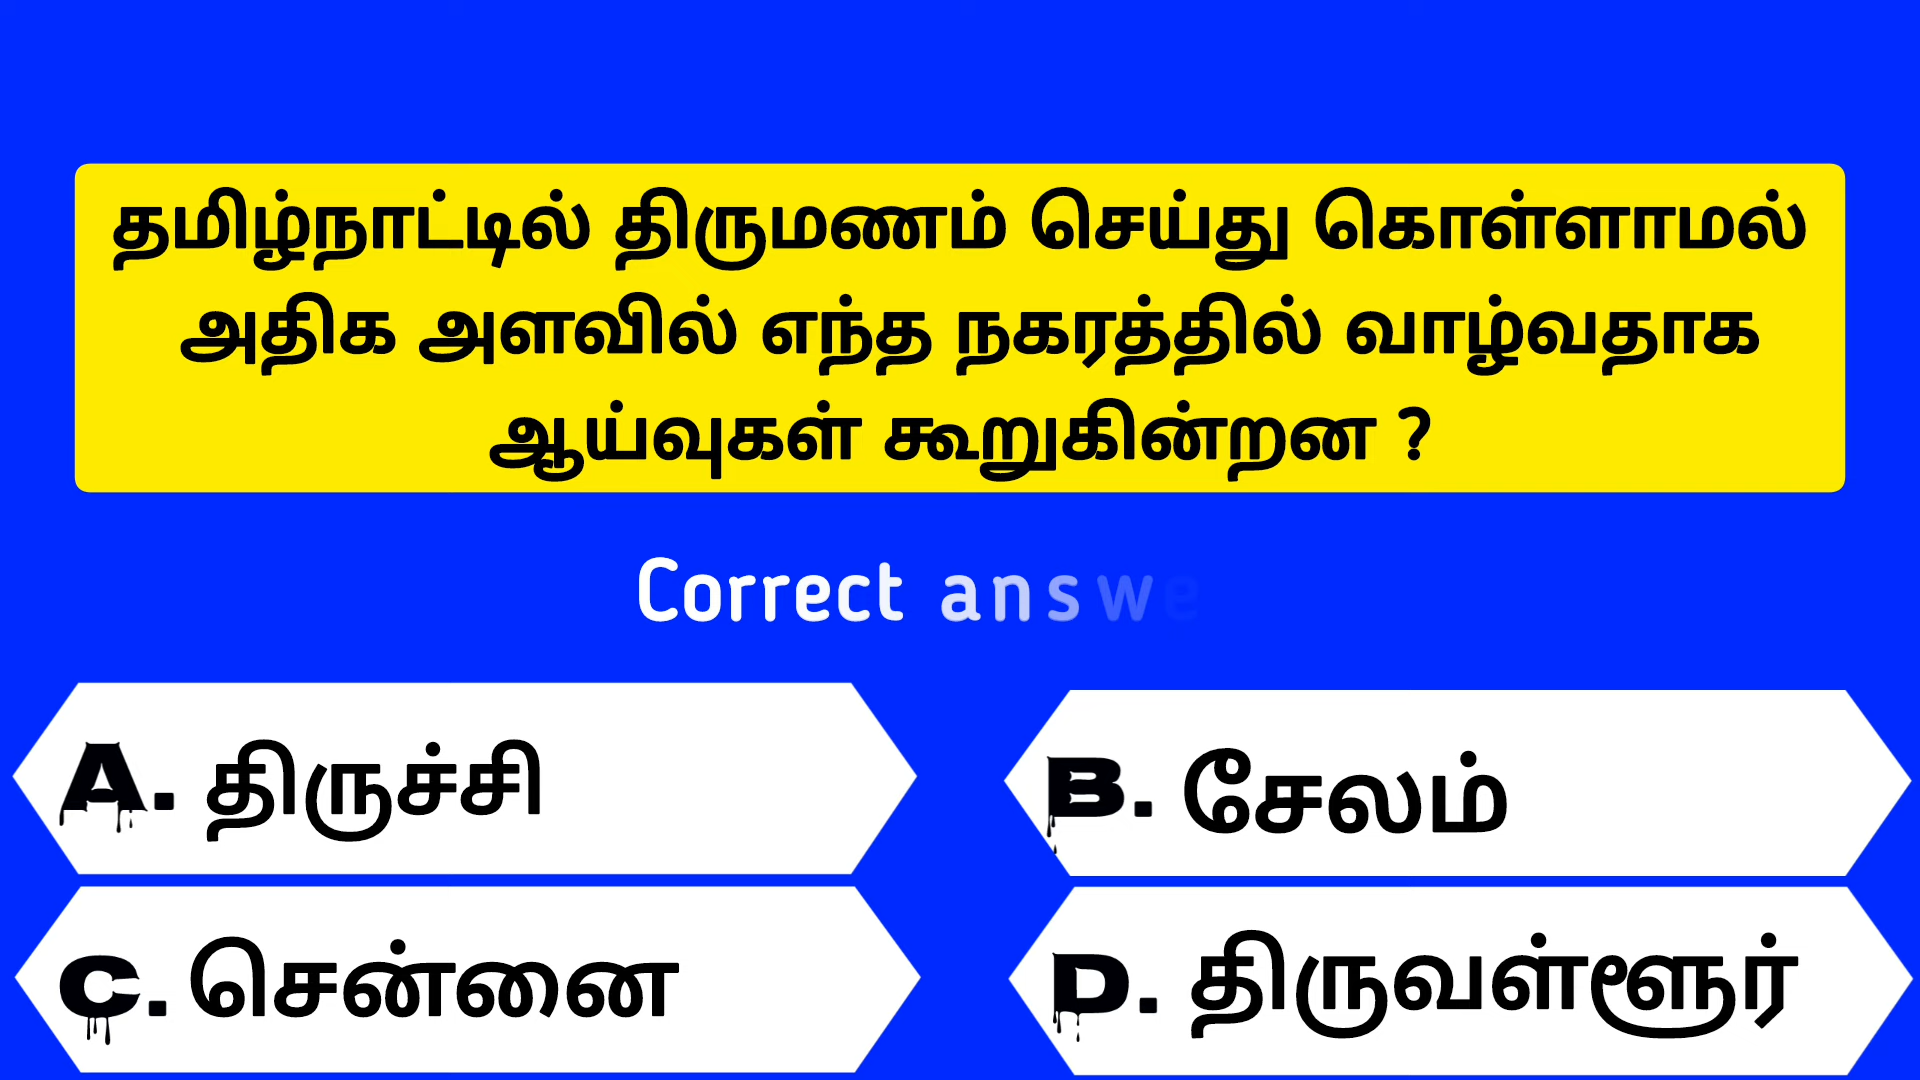 தமிழ்நாட்டில் திருமணம் செய்து கொள்ளாமல்
அதிக அளவில் எந்த நகரத்தில் வாழ்வதாக
ஆய்வுகள் கூறுகின்றன ?
Correct answe
A. திருச்சி
B. சேலம்
C. சென்னை
D. திருவள்ளூர்